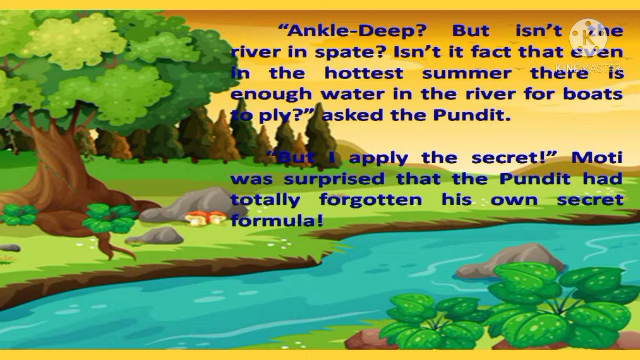 “Ankle-Deep? But isn’t the
river in spate? Isn’t it fact that even
in the hottest summer there is
enough water in the river for boats
to ply?” asked the Pundit.
“But I apply the secret!” Moti
was surprised that the Pundit had
totally forgotten his own secret
formula!
KINEMASTER